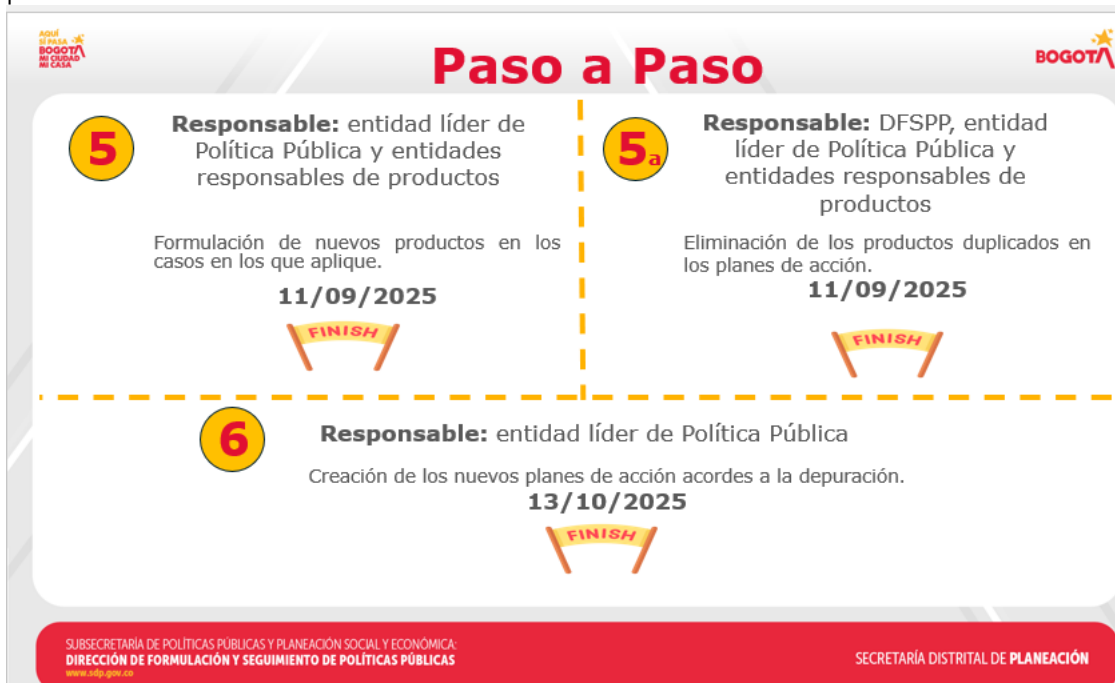 AQUÍ
SÍ PASA
BOGOTÁ
MI CIUDAD
MI CASA
Paso a Paso
BOGOTÁ
5
Responsable: entidad líder de
Política Pública y entidades
responsables de productos
Formulación de nuevos productos en los
casos en los que aplique.
11/09/2025
FINISH
5a
Responsable: DFSPP, entidad
líder de Política Pública y
entidades responsables de
productos
Eliminación de los productos duplicados en
los planes de acción.
11/09/2025
FINISH
6
Responsable: entidad líder de Política Pública
Creación de los nuevos planes de acción acordes a la depuración.
13/10/2025
FINISH
SUBSECRETARÍA DE POLÍTICAS PÚBLICAS Y PLANEACIÓN SOCIAL Y ECONÓMICA:
DIRECCIÓN DE FORMULACIÓN Y SEGUIMIENTO DE POLÍTICAS PÚBLICAS
www.sdp.gov.co
SECRETARÍA DISTRITAL DE PLANEACIÓN